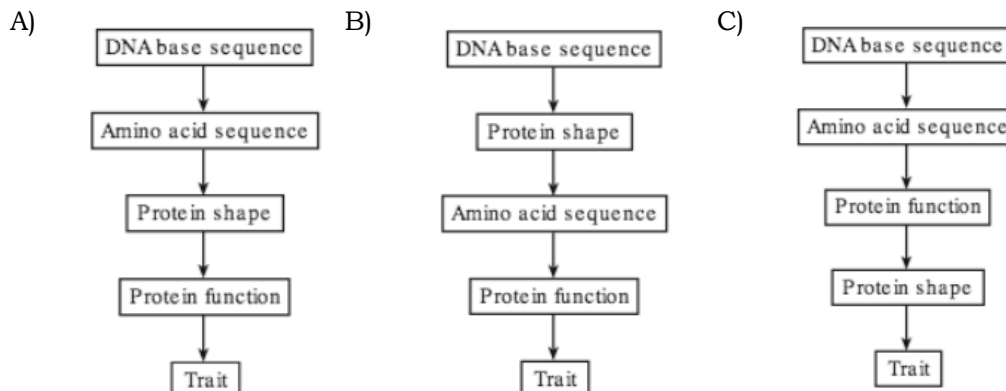 A)
DNA base sequence
Amino acid sequence
Protein shape
Protein function
Trait
B)
DNA base sequence
Protein shape
Amino acid sequence
Protein function
Trait
C)
DNA base sequence
Amino acid sequence
Protein function
Protein shape
Trait